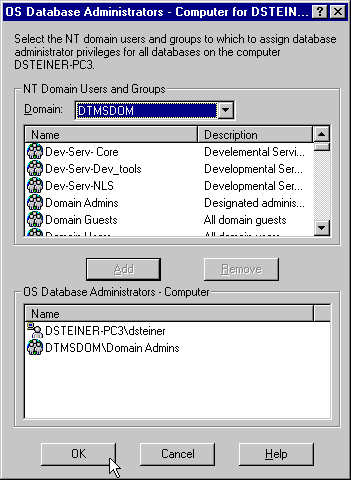 OS Database Administrators - Computer for DSTEIN...
Select the NT domain users and groups to which to assign database
administrator privileges for all databases on the computer
DSTEINER-PC3.
NT Domain Users and Groups
Domain: DTMSDOM
Name Description
Dev-Serv- Core Develemental Servi...
Dev-Serv-Dev_tools Developmental Ser...
Dev-Serv-NLS Developmental Ser...
Domain Admins Designated adminis...
Domain Guests All domain guests
Domain Users All domain users
Add Remove
OS Database Administrators - Computer
Name
DSTEINER-PC3\dsteiner
DTMSDOM\Domain Admins
OK Cancel Help